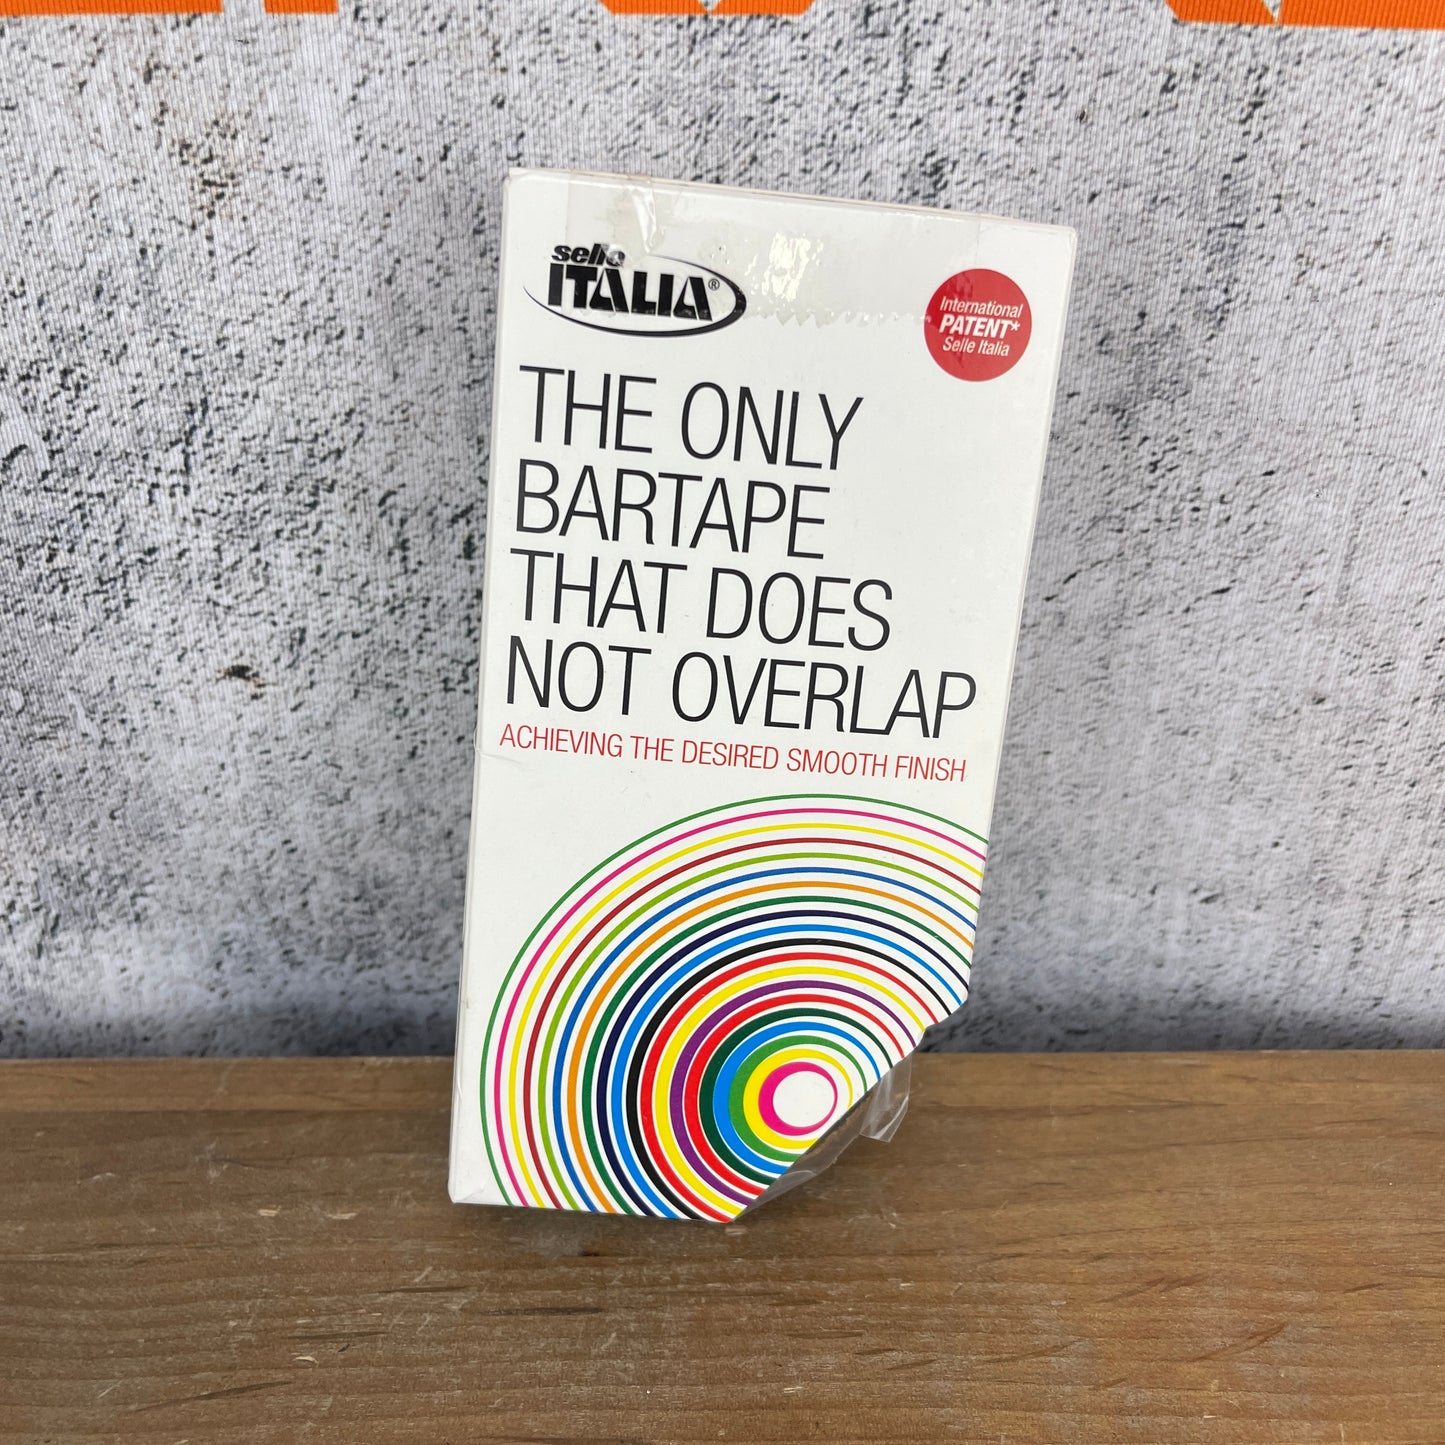 selle
ITALIA®
International
PATENT*
Selle Italia
THE ONLY
BARTAPE
THAT DOES
NOT OVERLAP
ACHIEVING THE DESIRED SMOOTH FINISH